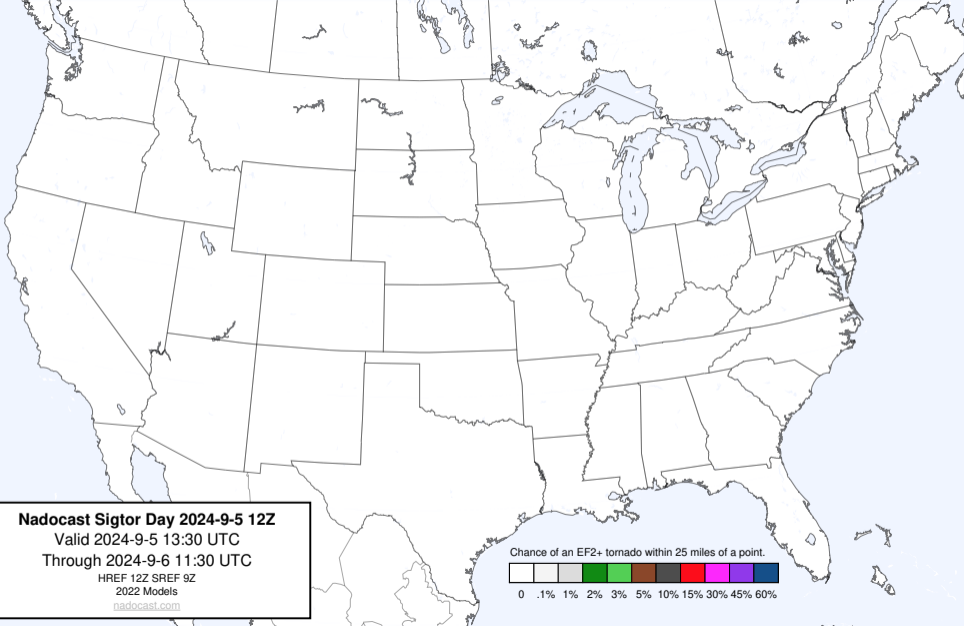 Nadocast Sigtor Day 2024-9-5 12Z
Valid 2024-9-5 13:30 UTC
Through 2024-9-6 11:30 UTC
HREF 12Z SREF 9Z
2022 Models
nadocast.com
Chance of an EF2+ tornado within 25 miles of a point.
0 .1% 1% 2% 3% 5% 10% 15% 30% 45% 60%